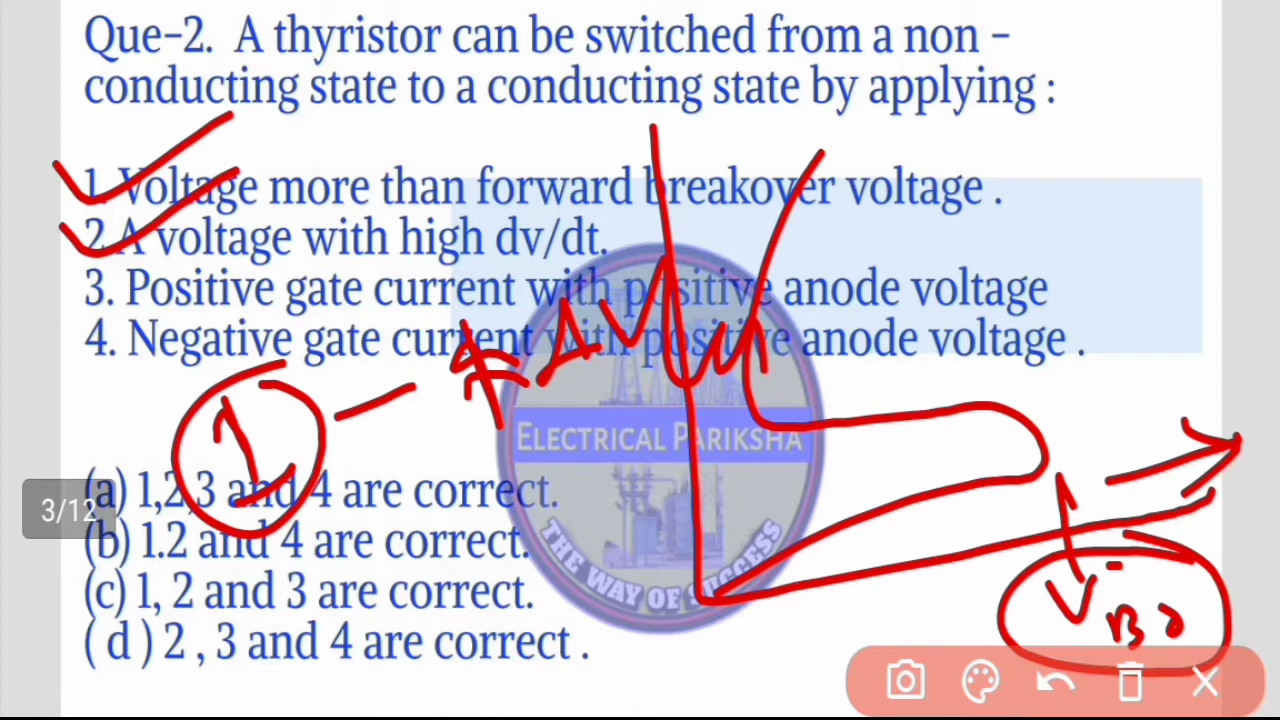 Que-2. A thyristor can be switched from a non -
conducting state to a conducting state by applying :
1. Voltage more than forward breakover voltage .
2.A voltage with high dv/dt.
3. Positive gate current with positive anode voltage
4. Negative gate current with positive anode voltage .
ELECTRICAL PARIKSHA
THE WAY OF SUCCESS
(a) 1,2,3 and 4 are correct.
3/12
(b) 1.2 and 4 are correct.
(c) 1, 2 and 3 are correct.
( d ) 2 , 3 and 4 are correct .